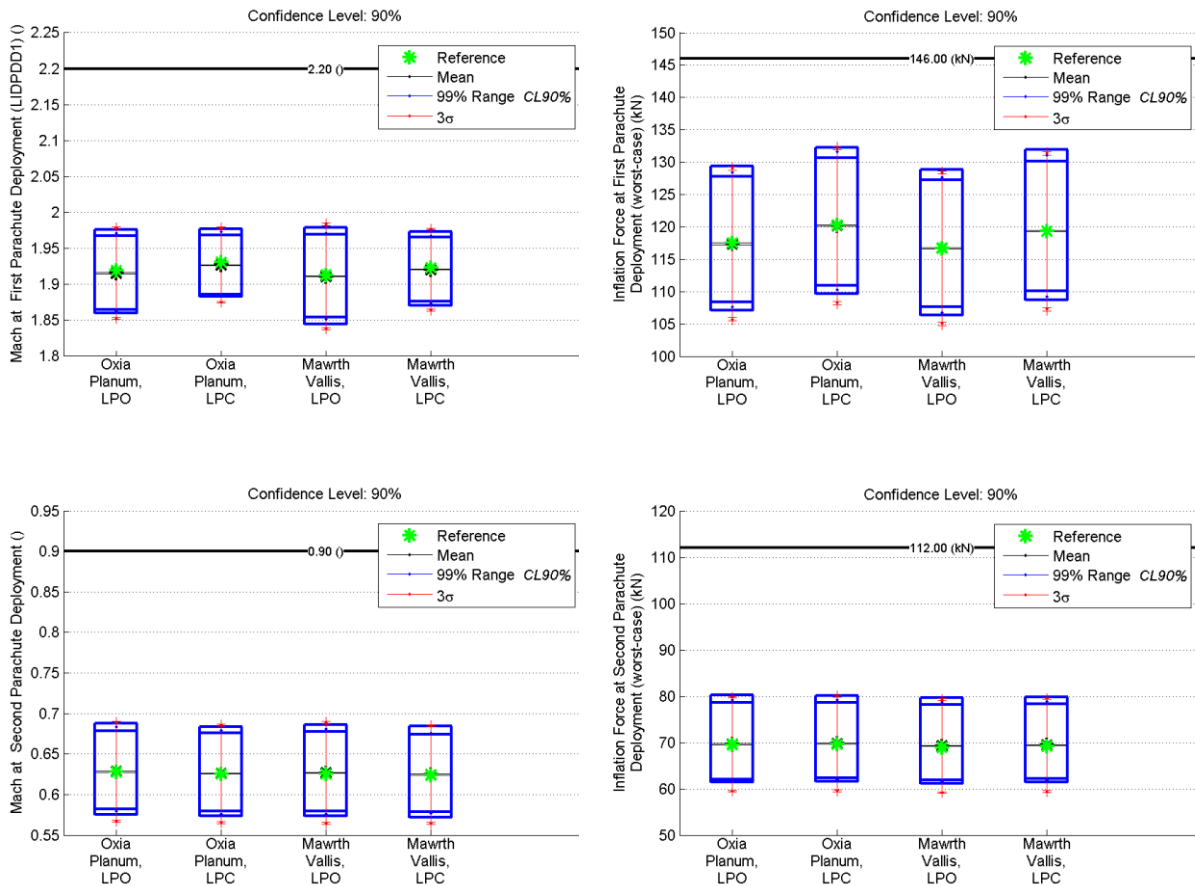 Confidence Level: 90%
Mach at First Parachute Deployment (LIDPDD1) ()
2.25
2.2
2.15
2.1
2.05
2
1.95
1.9
1.85
1.8
2.20 ()
Reference
Mean
99% Range CL90%
3σ
Oxia
Planum,
LPO
Oxia
Planum,
LPC
Mawrth
Vallis,
LPO
Mawrth
Vallis,
LPC
Confidence Level: 90%
Inflation Force at First Parachute
Deployment (worst-case) (kN)
150
145
140
135
130
125
120
115
110
105
100
146.00 (kN)
Reference
Mean
99% Range CL90%
3σ
Oxia
Planum,
LPO
Oxia
Planum,
LPC
Mawrth
Vallis,
LPO
Mawrth
Vallis,
LPC
Confidence Level: 90%
Mach at Second Parachute Deployment ()
0.95
0.9
0.85
0.8
0.75
0.7
0.65
0.6
0.55
0.90 ()
Reference
Mean
99% Range CL90%
3σ
Oxia
Planum,
LPO
Oxia
Planum,
LPC
Mawrth
Vallis,
LPO
Mawrth
Vallis,
LPC
Confidence Level: 90%
Inflation Force at Second Parachute
Deployment (worst-case) (kN)
120
110
100
90
80
70
60
50
112.00 (kN)
Reference
Mean
99% Range CL90%
3σ
Oxia
Planum,
LPO
Oxia
Planum,
LPC
Mawrth
Vallis,
LPO
Mawrth
Vallis,
LPC